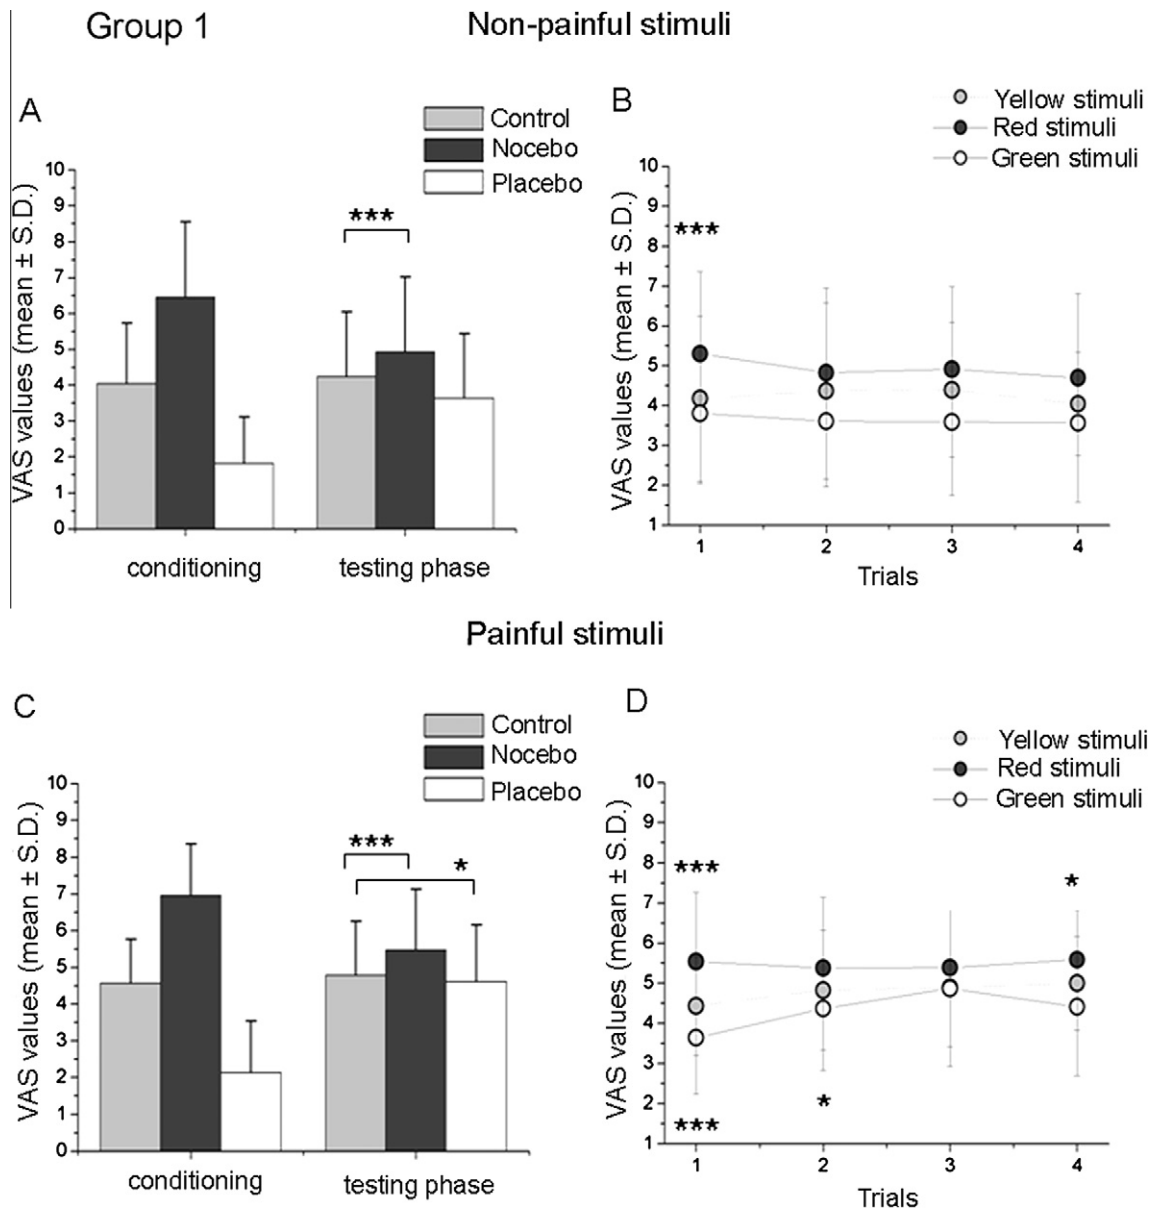 Group 1
Non-painful stimuli
A
Control
Nocebo
Placebo
VAS values (mean ± S.D.)
10
9
8
7
6
5
4
3
2
1
0
***
conditioning
testing phase
B
Yellow stimuli
Red stimuli
Green stimuli
VAS values (mean ± S.D.)
10
9
8
7
6
5
4
3
2
1
***
1 2 3 4
Trials
Painful stimuli
C
Control
Nocebo
Placebo
VAS values (mean ± S.D.)
10
9
8
7
6
5
4
3
2
1
0
***
*
conditioning
testing phase
D
Yellow stimuli
Red stimuli
Green stimuli
VAS values (mean ± S.D.)
10
9
8
7
6
5
4
3
2
1
***
*
*
***
1 2 3 4
Trials